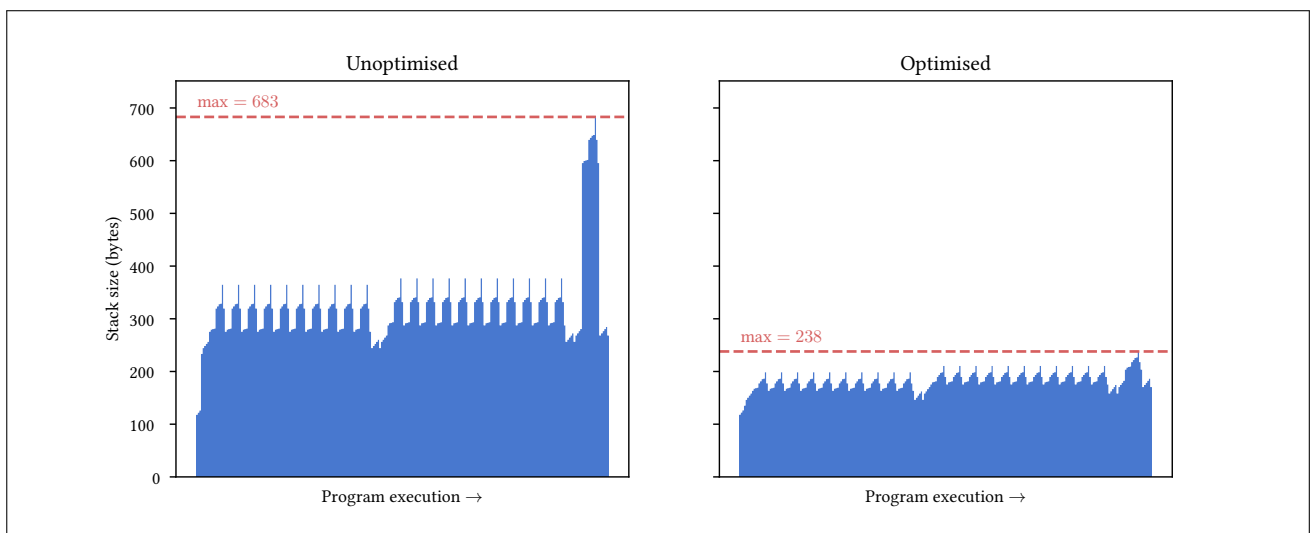 Unoptimised
Optimised
Stack size (bytes)
700
600
500
400
300
200
100
0
max = 683
max = 238
Program execution →
Program execution →